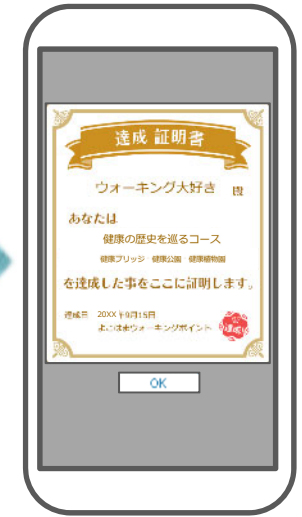 達成 証明書
ウォーキング大好き 殿
あなたは
健康の歴史を巡るコース
健康ブリッジ 健康公園 健康植物園
を達成した事をここに証明します。
達成日 20XX年9月15日
よこはまウォーキングポイント
達成
OK